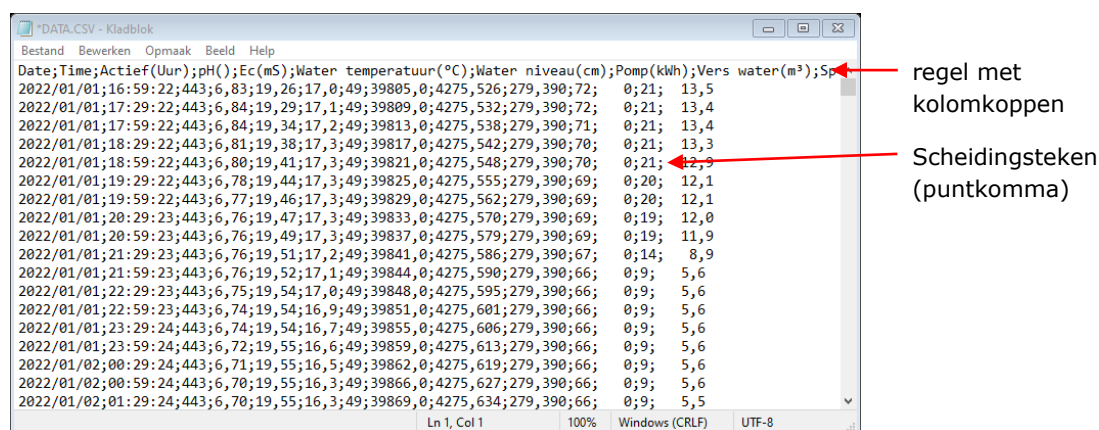 *DATA.CSV - Kladblok
Bestand Bewerken Opmaak Beeld Help
Date;Time;Actief(Uur);pH();Ec(mS);Water temperatuur(°C);Water niveau(cm);Pomp(kWh);Vers water(m³);Sp
2022/01/01;16:59:22;443;6,83;19,26;17,0;49;39805,0;4275,526;279,390;72; 0;21; 13,5
2022/01/01;17:29:22;443;6,84;19,29;17,1;49;39809,0;4275,532;279,390;72; 0;21; 13,4
2022/01/01;17:59:22;443;6,84;19,34;17,2;49;39813,0;4275,538;279,390;71; 0;21; 13,4
2022/01/01;18:29:22;443;6,81;19,38;17,3;49;39817,0;4275,542;279,390;70; 0;21; 13,3
2022/01/01;18:59:22;443;6,80;19,41;17,3;49;39821,0;4275,548;279,390;70; 0;21; 12,9
2022/01/01;19:29:22;443;6,78;19,44;17,3;49;39825,0;4275,555;279,390;69; 0;20; 12,1
2022/01/01;19:59:22;443;6,77;19,46;17,3;49;39829,0;4275,562;279,390;69; 0;20; 12,1
2022/01/01;20:29:23;443;6,76;19,47;17,3;49;39833,0;4275,570;279,390;69; 0;19; 12,0
2022/01/01;20:59:23;443;6,76;19,49;17,3;49;39837,0;4275,579;279,390;69; 0;19; 11,9
2022/01/01;21:29:23;443;6,76;19,51;17,2;49;39841,0;4275,586;279,390;67; 0;14; 8,9
2022/01/01;21:59:23;443;6,76;19,52;17,1;49;39844,0;4275,590;279,390;66; 0;9; 5,6
2022/01/01;22:29:23;443;6,75;19,54;17,0;49;39848,0;4275,595;279,390;66; 0;9; 5,6
2022/01/01;22:59:23;443;6,74;19,54;16,9;49;39851,0;4275,601;279,390;66; 0;9; 5,6
2022/01/01;23:29:24;443;6,74;19,54;16,7;49;39855,0;4275,606;279,390;66; 0;9; 5,6
2022/01/01;23:59:24;443;6,72;19,55;16,6;49;39859,0;4275,613;279,390;66; 0;9; 5,6
2022/01/02;00:29:24;443;6,71;19,55;16,5;49;39862,0;4275,619;279,390;66; 0;9; 5,6
2022/01/02;00:59:24;443;6,70;19,55;16,3;49;39866,0;4275,627;279,390;66; 0;9; 5,6
2022/01/02;01:29:24;443;6,70;19,55;16,3;49;39869,0;4275,634;279,390;66; 0;9; 5,5
Ln 1, Col 1 100% Windows (CRLF) UTF-8
regel met
kolomkoppen
Scheidingsteken
(puntkomma)